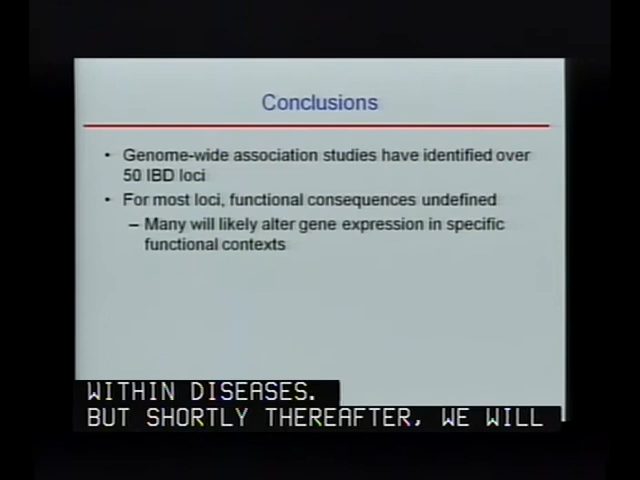 Conclusions
• Genome-wide association studies have identified over
50 IBD loci
• For most loci, functional consequences undefined
– Many will likely alter gene expression in specific
functional contexts
WITHIN DISEASES.
BUT SHORTLY THEREAFTER, WE WILL